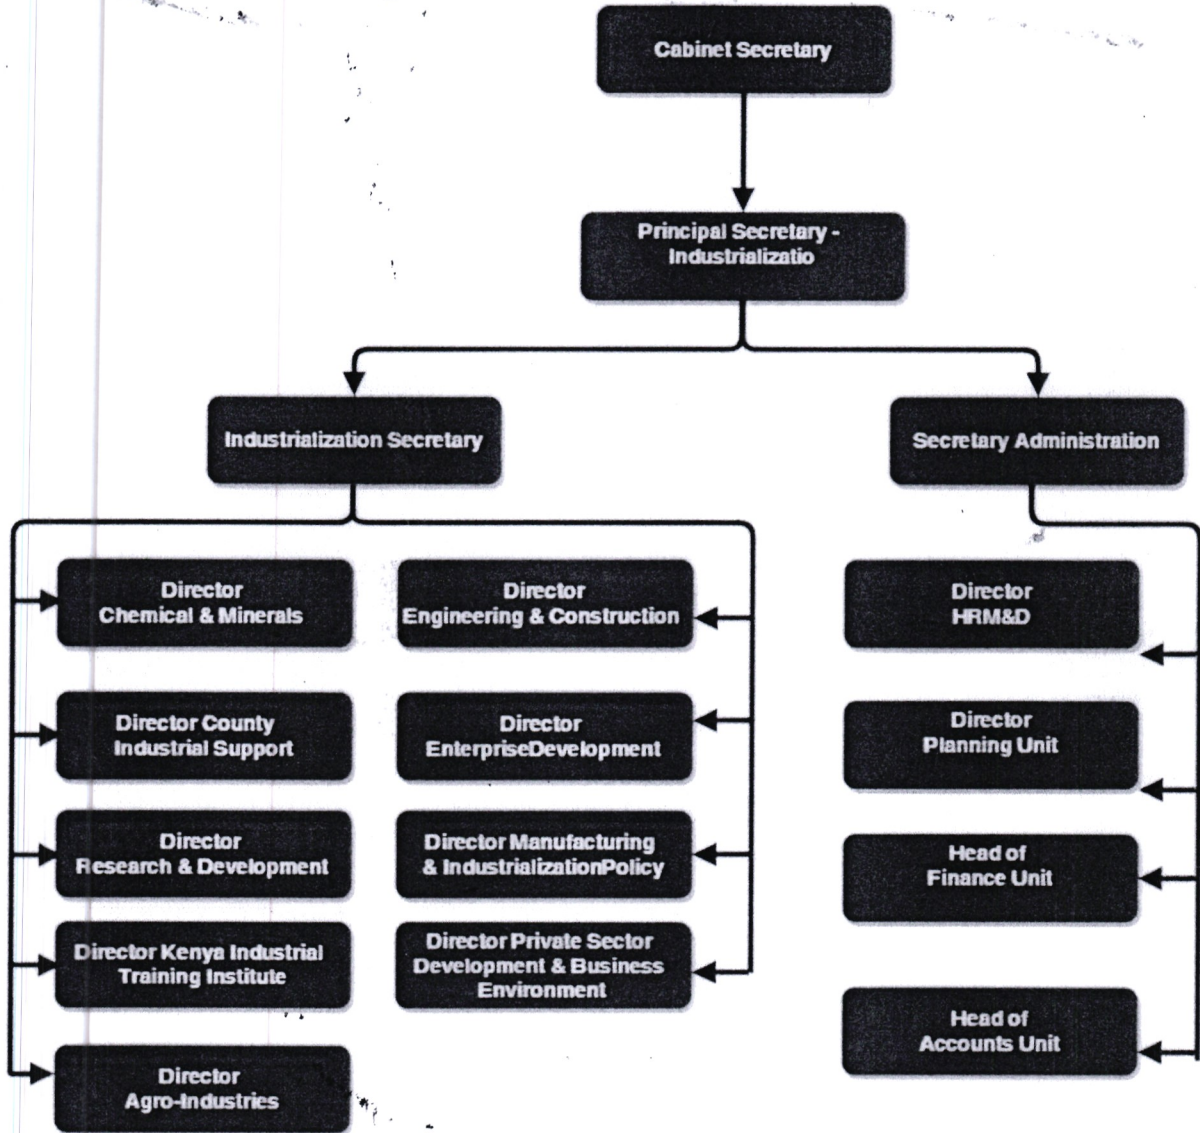 Cabinet Secretary
Principal Secretary -
Industrializatio
Industrialization Secretary
Secretary Administration
Director
Chemical & Minerals
Director County
Industrial Support
Director
Research & Development
Director Kenya Industrial
Training Institute
Director
Agro-Industries
Director
Engineering & Construction
Director
EnterpriseDevelopment
Director Manufacturing
& IndustrializationPolicy
Director Private Sector
Development & Business
Environment
Director
HRM&D
Director
Planning Unit
Head of
Finance Unit
Head of
Accounts Unit